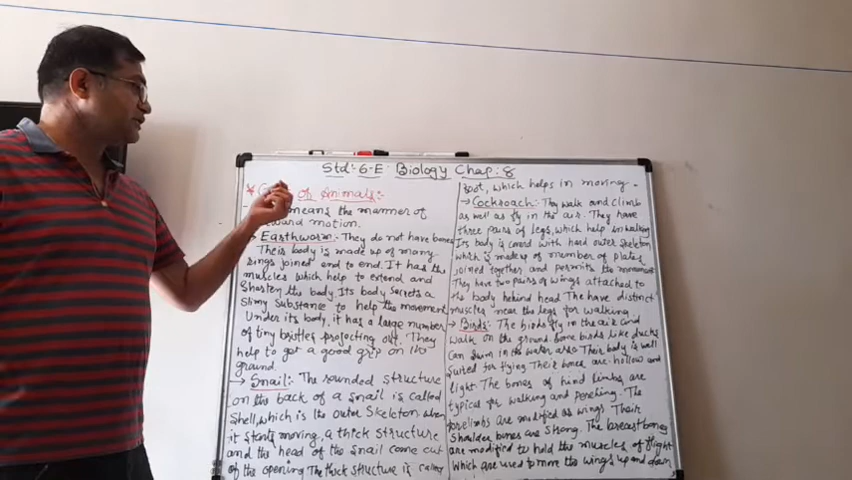 Std:-6-E Biology Chap:-8
* of Animals:-
means the manner of
ward motion.
Earthworm:- They do not have bones
Their body is made up of many
rings joined end to end. It has the
muscles which help to extend and
Shorten the body. Its body secrets a
Slimy Substance to help the movement
Under its body, it has a large number
of tiny bristles projecting out. They
help to get a good grip on the
ground.
→ Snail:- The rounded structure
on the back of a snail is called
Shell, which is the outer Skeleton when
it starts moving, a thick structure
and the head of the snail come out
of the opening The thick structure is called
foot, which helps in moving.
→ Cockroach:- They walk and climb
as well as fly in the air. They have
three pairs of legs, which help in walking
Its body is coverd with hard outer skeleton,
which is made up of number of plates
joined together and permits the movement
They have two pairs of wings attached to
the body behind head The have distinct
muscles near the legs for walking.
→ Birds:- The birds fly in the air and
walk on the ground. Some birds like ducks
can swim in the water also. Their body is well
suited for flying Their bones are hollow and
light. The bones of hind limbs are
typical for walking and perching. The
forelimbs are modified as wings Their
Shoulder bones are strong. The breast bones
are modified to hold the muscles of flight
which are used to move the wings up and down